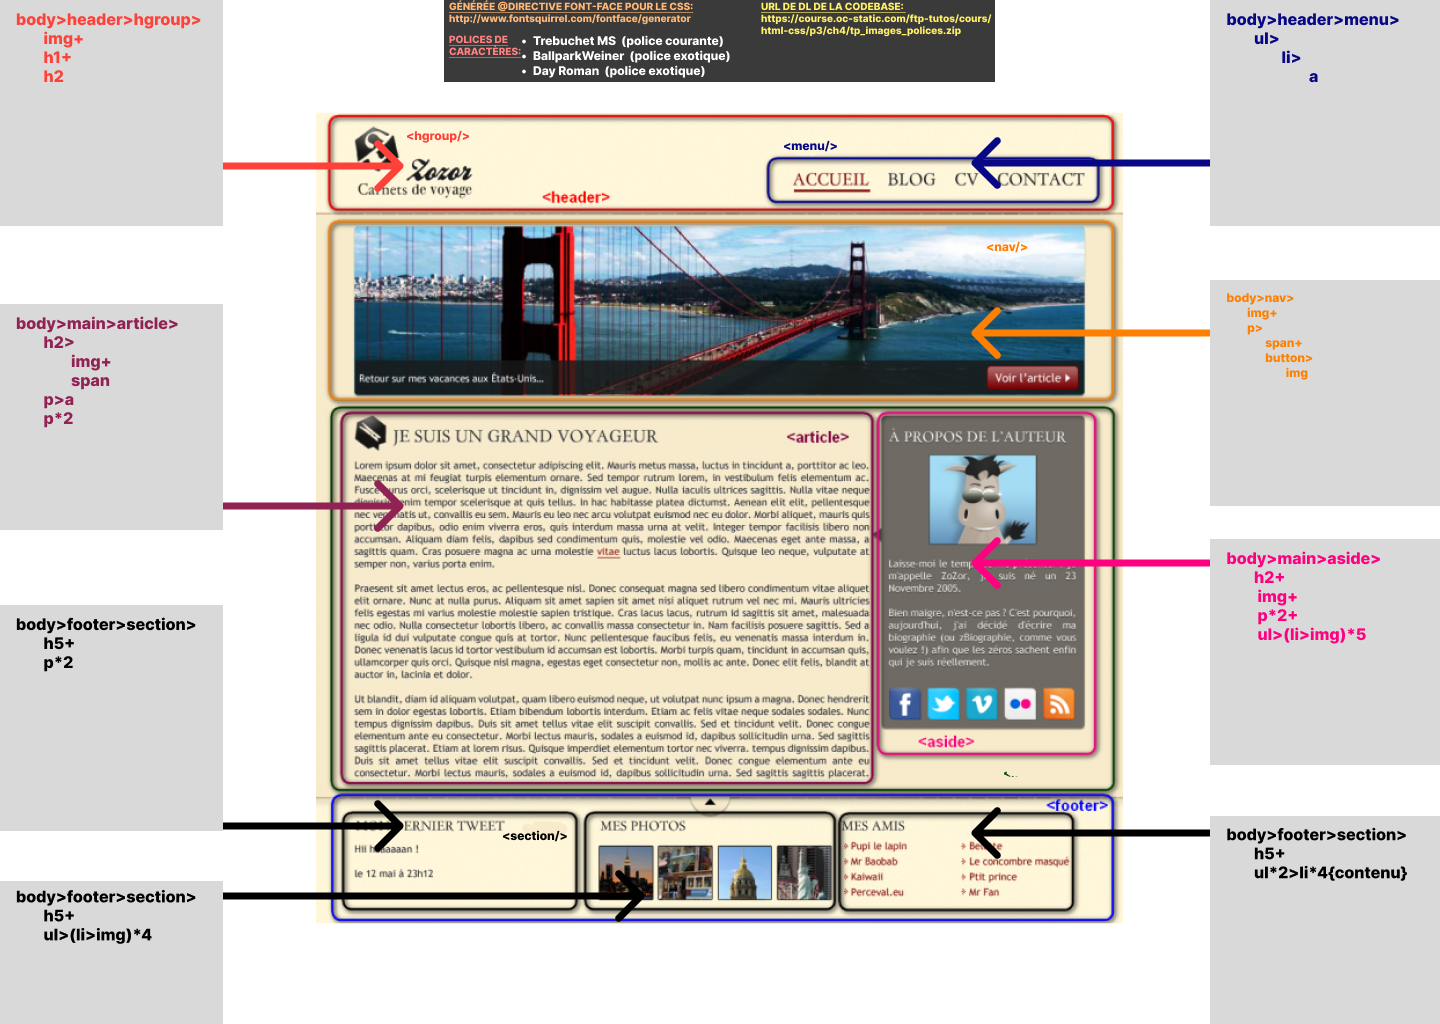 body>header>hgroup>
img+
h1+
h2
GÉNÉRÉE @DIRECTIVE FONT-FACE POUR LE CSS:
http://www.fontsquirrel.com/fontface/generator
POLICES DE
CARACTÈRES:
• Trebuchet MS (police courante)
• BallparkWeiner (police exotique)
• Day Roman (police exotique)
URL DE DL DE LA CODEBASE:
https://course.oc-static.com/ftp-tutos/cours/
html-css/p3/ch4/tp_images_polices.zip
body>header>menu>
ul>
li>
a
<hgroup/>
Zozor
Carnets de voyage
<header>
<menu/>
ACCUEIL BLOG CV CONTACT
<nav/>
Retour sur mes vacances aux États-Unis...
Voir l'article
body>nav>
img+
p>
span+
button>
img
body>main>article>
h2>
img+
span
p>a
p*2
JE SUIS UN GRAND VOYAGEUR
<article>
Lorem ipsum dolor sit amet, consectetur adipiscing elit. Mauris metus massa, luctus in tincidunt a, porttitor ac leo.
Maecenas at mi feugiat turpis elementum ornare. Sed tempor rutrum lorem, in vestibulum felis elementum ac.
orci, scelerisque ut tincidunt in, dignissim vel augue. Nulla iaculis ultrices sagittis. Nulla vitae neque
enim tempor scelerisque at quis tellus. In hac habitasse platea dictumst. Aenean elit elit, pellentesque
nec ut, convallis eu sem. Mauris eu leo nec arcu volutpat euismod nec eu dolor. Morbi aliquet, mauris quis
dapibus, odio enim viverra eros, quis interdum massa urna at velit. Integer tempor facilisis libero non
accumsan. Aliquam diam felis, dapibus sed condimentum quis, molestie vel odio. Maecenas eget ante massa, a
sagittis quam. Cras posuere magna ac urna molestie vitae luctus lacus lobortis. Quisque leo neque, vulputate at
semper non, varius porta enim.
Praesent sit amet lectus eros, ac pellentesque nisl. Donec consequat magna sed libero condimentum vitae aliquet
elit ornare. Nunc at nulla purus. Aliquam sit amet sapien sit amet nisi aliquet rutrum vel nec mi. Mauris ultricies
felis egestas mi varius molestie molestie sapien tristique. Cras lacus lacus, rutrum id sagittis sit amet, malesuada
nec odio. Nulla consectetur lobortis libero, ac convallis massa consectetur in. Nam facilisis posuere sagittis. Sed a
ligula id dui vulputate congue quis at tortor. Nunc pellentesque faucibus felis, eu venenatis massa interdum in.
Donec venenatis lacus id tortor vestibulum id accumsan est lobortis. Morbi turpis quam, tincidunt in accumsan quis,
ullamcorper quis orci. Quisque nisl magna, egestas eget consectetur non, mollis ac ante. Donec elit felis, blandit at
auctor in, lacinia et dolor.
Ut blandit, diam id aliquam volutpat, quam libero euismod neque, ut volutpat nunc ipsum a magna. Donec hendrerit
sem in dolor egestas lobortis. Etiam bibendum lobortis interdum. Etiam ac felis vitae neque sodales sodales. Nunc
tempus dignissim dapibus. Duis sit amet tellus vitae elit suscipit convallis. Sed et tincidunt velit. Donec congue
elementum ante eu consectetur. Morbi lectus mauris, sodales a euismod id, dapibus sollicitudin urna. Sed sagittis
sagittis placerat. Etiam at lorem risus. Quisque imperdiet elementum tortor nec viverra. tempus dignissim dapibus.
Duis sit amet tellus vitae elit suscipit convallis. Sed et tincidunt velit. Donec congue elementum ante eu
consectetur. Morbi lectus mauris, sodales a euismod id, dapibus sollicitudin urna. Sed sagittis sagittis placerat.
À PROPOS DE L'AUTEUR
Laisse-moi le
m'appelle ZoZor, suis né un 23
Novembre 2005.
Bien maigre, n'est-ce pas ? C'est pourquoi,
aujourd'hui, j'ai décidé d'écrire ma
biographie (ou zBiographie, comme vous
voulez !) afin que les zéros sachent enfin
qui je suis réellement.
<aside>
body>main>aside>
h2+
img+
p*2+
ul>(li>img)*5
body>footer>section>
h5+
p*2
<footer>
DERNIER TWEET
<section/>
le 12 mai à 23h12
MES PHOTOS
MES AMIS
Pupi le lapin
Mr Baobab
Kaiwaii
Perceval.eu
Le concombre masqué
Ptit prince
Mr Fan
body>footer>section>
h5+
ul>(li>img)*4
body>footer>section>
h5+
ul*2>li*4{contenu}